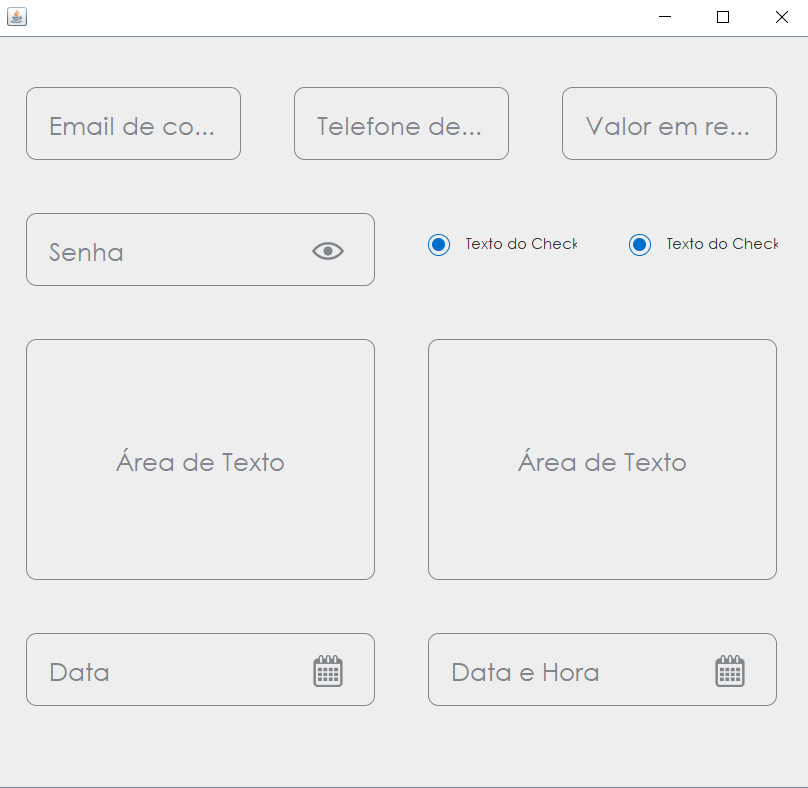 Email de co...
Telefone de...
Valor em re...
Senha
Texto do Check
Texto do Check
Área de Texto
Área de Texto
Data
Data e Hora